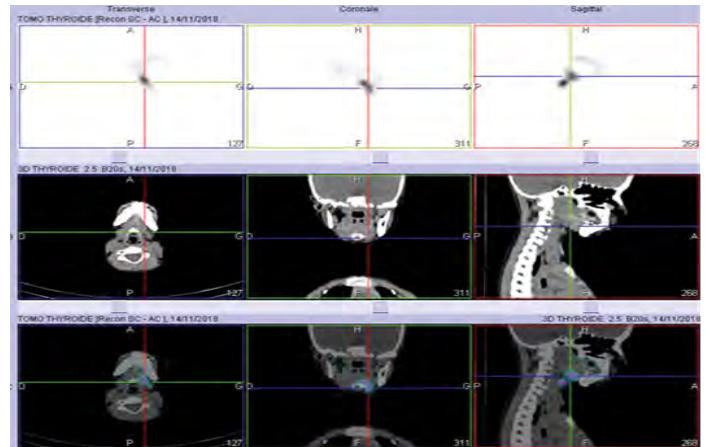 Transverse Coronale Sagittal
TOMO THYROIDE [Recon SC - AC ], 14/11/2018
A H H
D G D G P A
P 127 F 311 F 268
3D THYROIDE 2.5 B20s, 14/11/2018
A H H
D G D G P A
P 127 F 311 F 268
TOMO THYROIDE [Recon SC - AC ], 14/11/2018 3D THYROIDE 2.5 B20s, 14/11/2018
A H H
D G D G P A
P 127 F 311 F 268